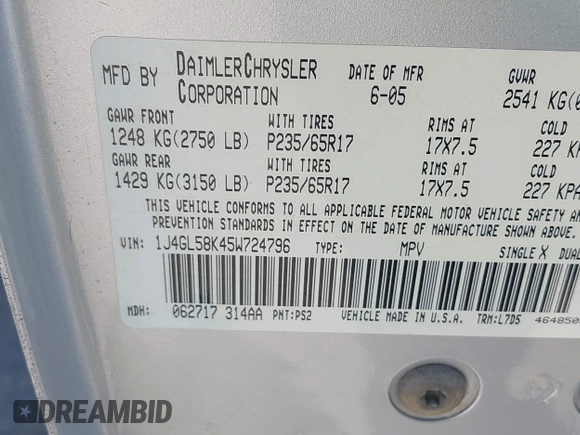 MFD BY DAIMLERCHRYSLER CORPORATION DATE OF MFR 6-05 GVWR 2541 KG(
GAWR FRONT WITH TIRES RIMS AT COLD
1248 KG(2750 LB) P235/65R17 17X7.5 227 KP
GAWR REAR WITH TIRES RIMS AT COLD
1429 KG(3150 LB) P235/65R17 17X7.5 227 KPA
THIS VEHICLE CONFORMS TO ALL APPLICABLE FEDERAL MOTOR VEHICLE SAFETY AN
PREVENTION STANDARDS IN EFFECT ON THE DATE OF MANUFACTURE SHOWN ABOVE.
VIN: 1J4GL58K45W724796 TYPE: MPV SINGLE X DUAL
MDH: 062717 314AA PNT:PS2 VEHICLE MADE IN U.S.A. TRM:L7D5 464850
DREAMBID